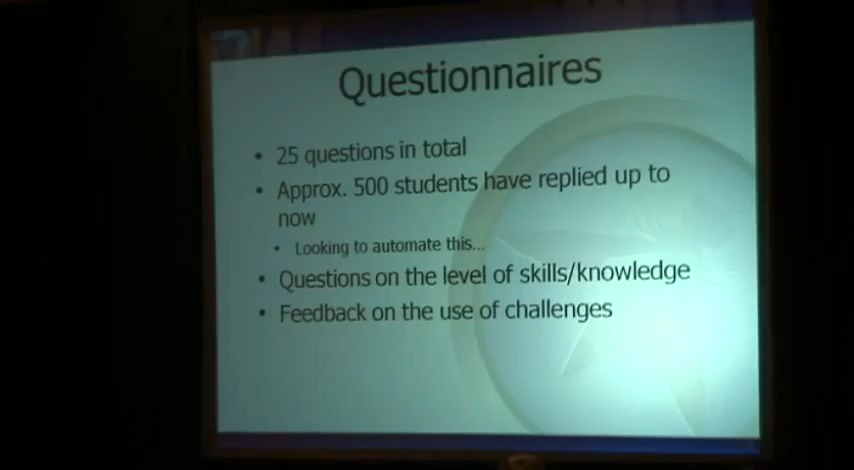 Questionnaires
• 25 questions in total
• Approx. 500 students have replied up to
now
• Looking to automate this...
• Questions on the level of skills/knowledge
• Feedback on the use of challenges